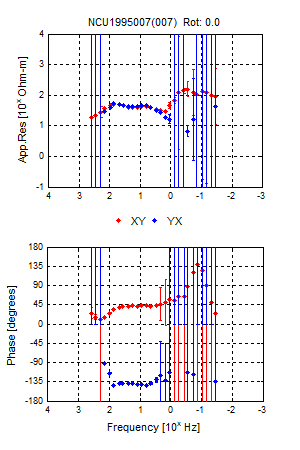 NCU1995007(007) Rot: 0.0
App.Res [10ˣ Ohm-m]
4
3
2
1
0
-1
4 3 2 1 0 -1 -2 -3
XY YX
Phase [degrees]
180
135
90
45
0
-45
-90
-135
-180
4 3 2 1 0 -1 -2 -3
Frequency [10ˣ Hz]